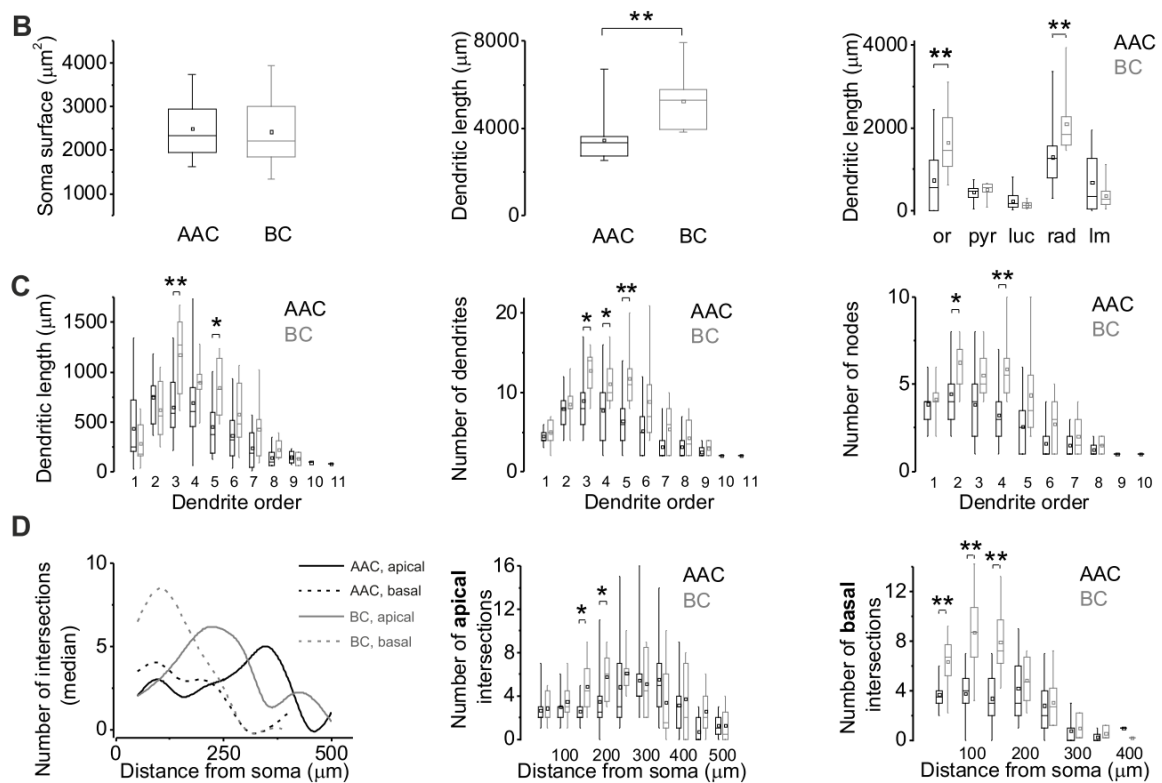 B
Soma surface (μm²)
4000
3000
2000
1000
0
AAC BC
**
Dendritic length (μm)
8000
4000
0
AAC BC
** **
AAC
BC
Dendritic length (μm)
4000
2000
0
or pyr luc rad lm
C
** *
AAC
BC
Dendritic length (μm)
1500
1000
500
0
1 2 3 4 5 6 7 8 9 10 11
Dendrite order
* * **
AAC
BC
Number of dendrites
20
10
0
1 2 3 4 5 6 7 8 9 10 11
Dendrite order
* **
AAC
BC
Number of nodes
10
5
0
1 2 3 4 5 6 7 8 9 10
Dendrite order
D
Number of intersections
(median)
10
5
0
AAC, apical
AAC, basal
BC, apical
BC, basal
0 250 500
Distance from soma (μm)
* *
AAC
BC
Number of apical
intersections
16
12
8
4
0
100 200 300 400 500
Distance from soma (μm)
** ** **
AAC
BC
Number of basal
intersections
12
8
4
0
100 200 300 400
Distance from soma (μm)